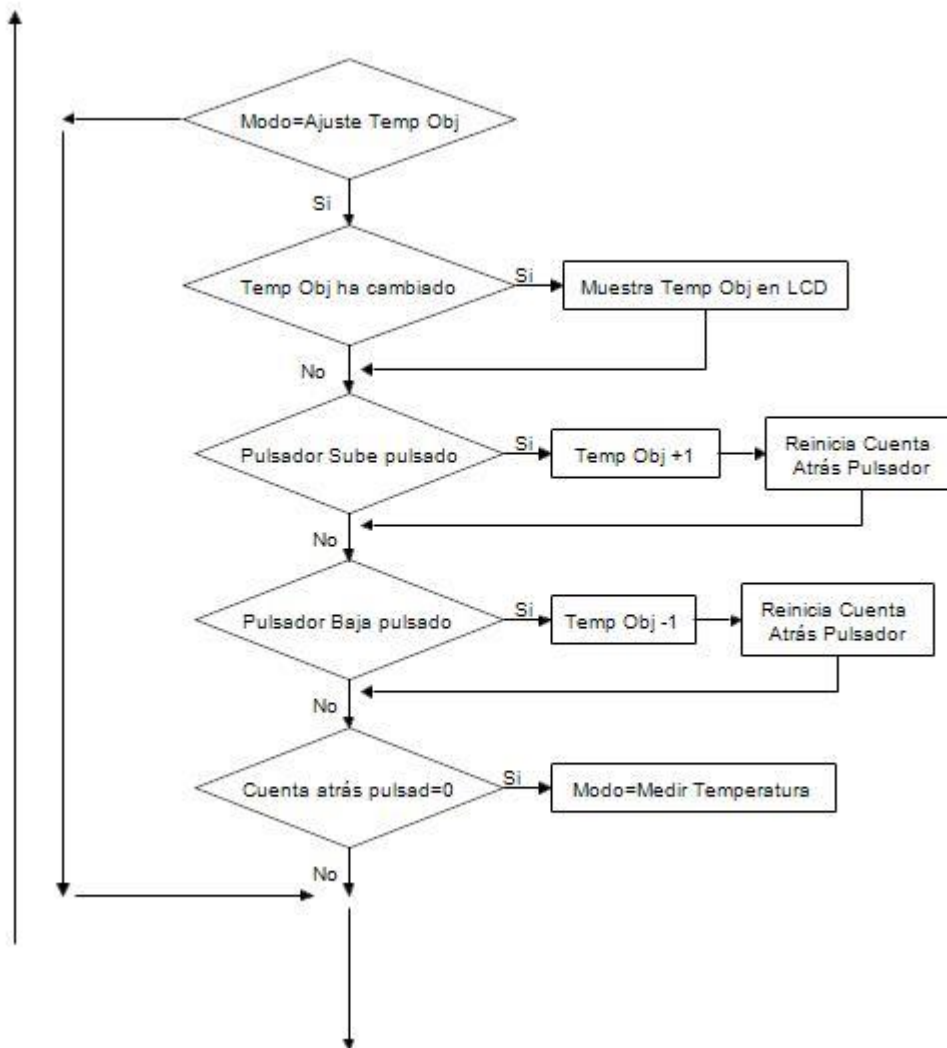 Modo=Ajuste Temp Obj
Si
Temp Obj ha cambiado
Si
Muestra Temp Obj en LCD
No
Pulsador Sube pulsado
Si
Temp Obj +1
Reinicia Cuenta
Atrás Pulsador
No
Pulsador Baja pulsado
Si
Temp Obj -1
Reinicia Cuenta
Atrás Pulsador
No
Cuenta atrás pulsad=0
Si
Modo=Medir Temperatura
No